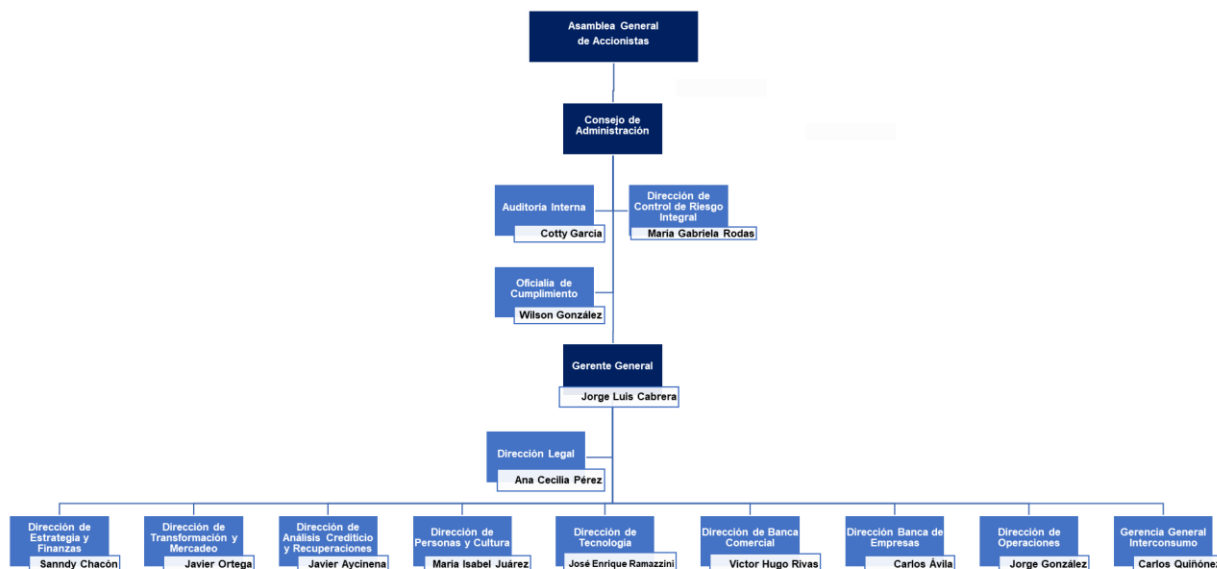 Asamblea General
de Accionistas
Consejo de
Administración
Auditoría Interna
Cotty García
Dirección de
Control de Riesgo
Integral
María Gabriela Rodas
Oficialía de
Cumplimiento
Wilson González
Gerente General
Jorge Luis Cabrera
Dirección Legal
Ana Cecilia Pérez
Dirección de
Estrategia y
Finanzas
Sanndy Chacón
Dirección de
Transformación y
Mercadeo
Javier Ortega
Dirección de
Análisis Crediticio
y Recuperaciones
Javier Aycinena
Dirección de
Personas y Cultura
María Isabel Juárez
Dirección de
Tecnología
José Enrique Ramazzini
Dirección de Banca
Comercial
Víctor Hugo Rivas
Dirección Banca de
Empresas
Carlos Ávila
Dirección de
Operaciones
Jorge González
Gerencia General
Interconsumo
Carlos Quiñónez